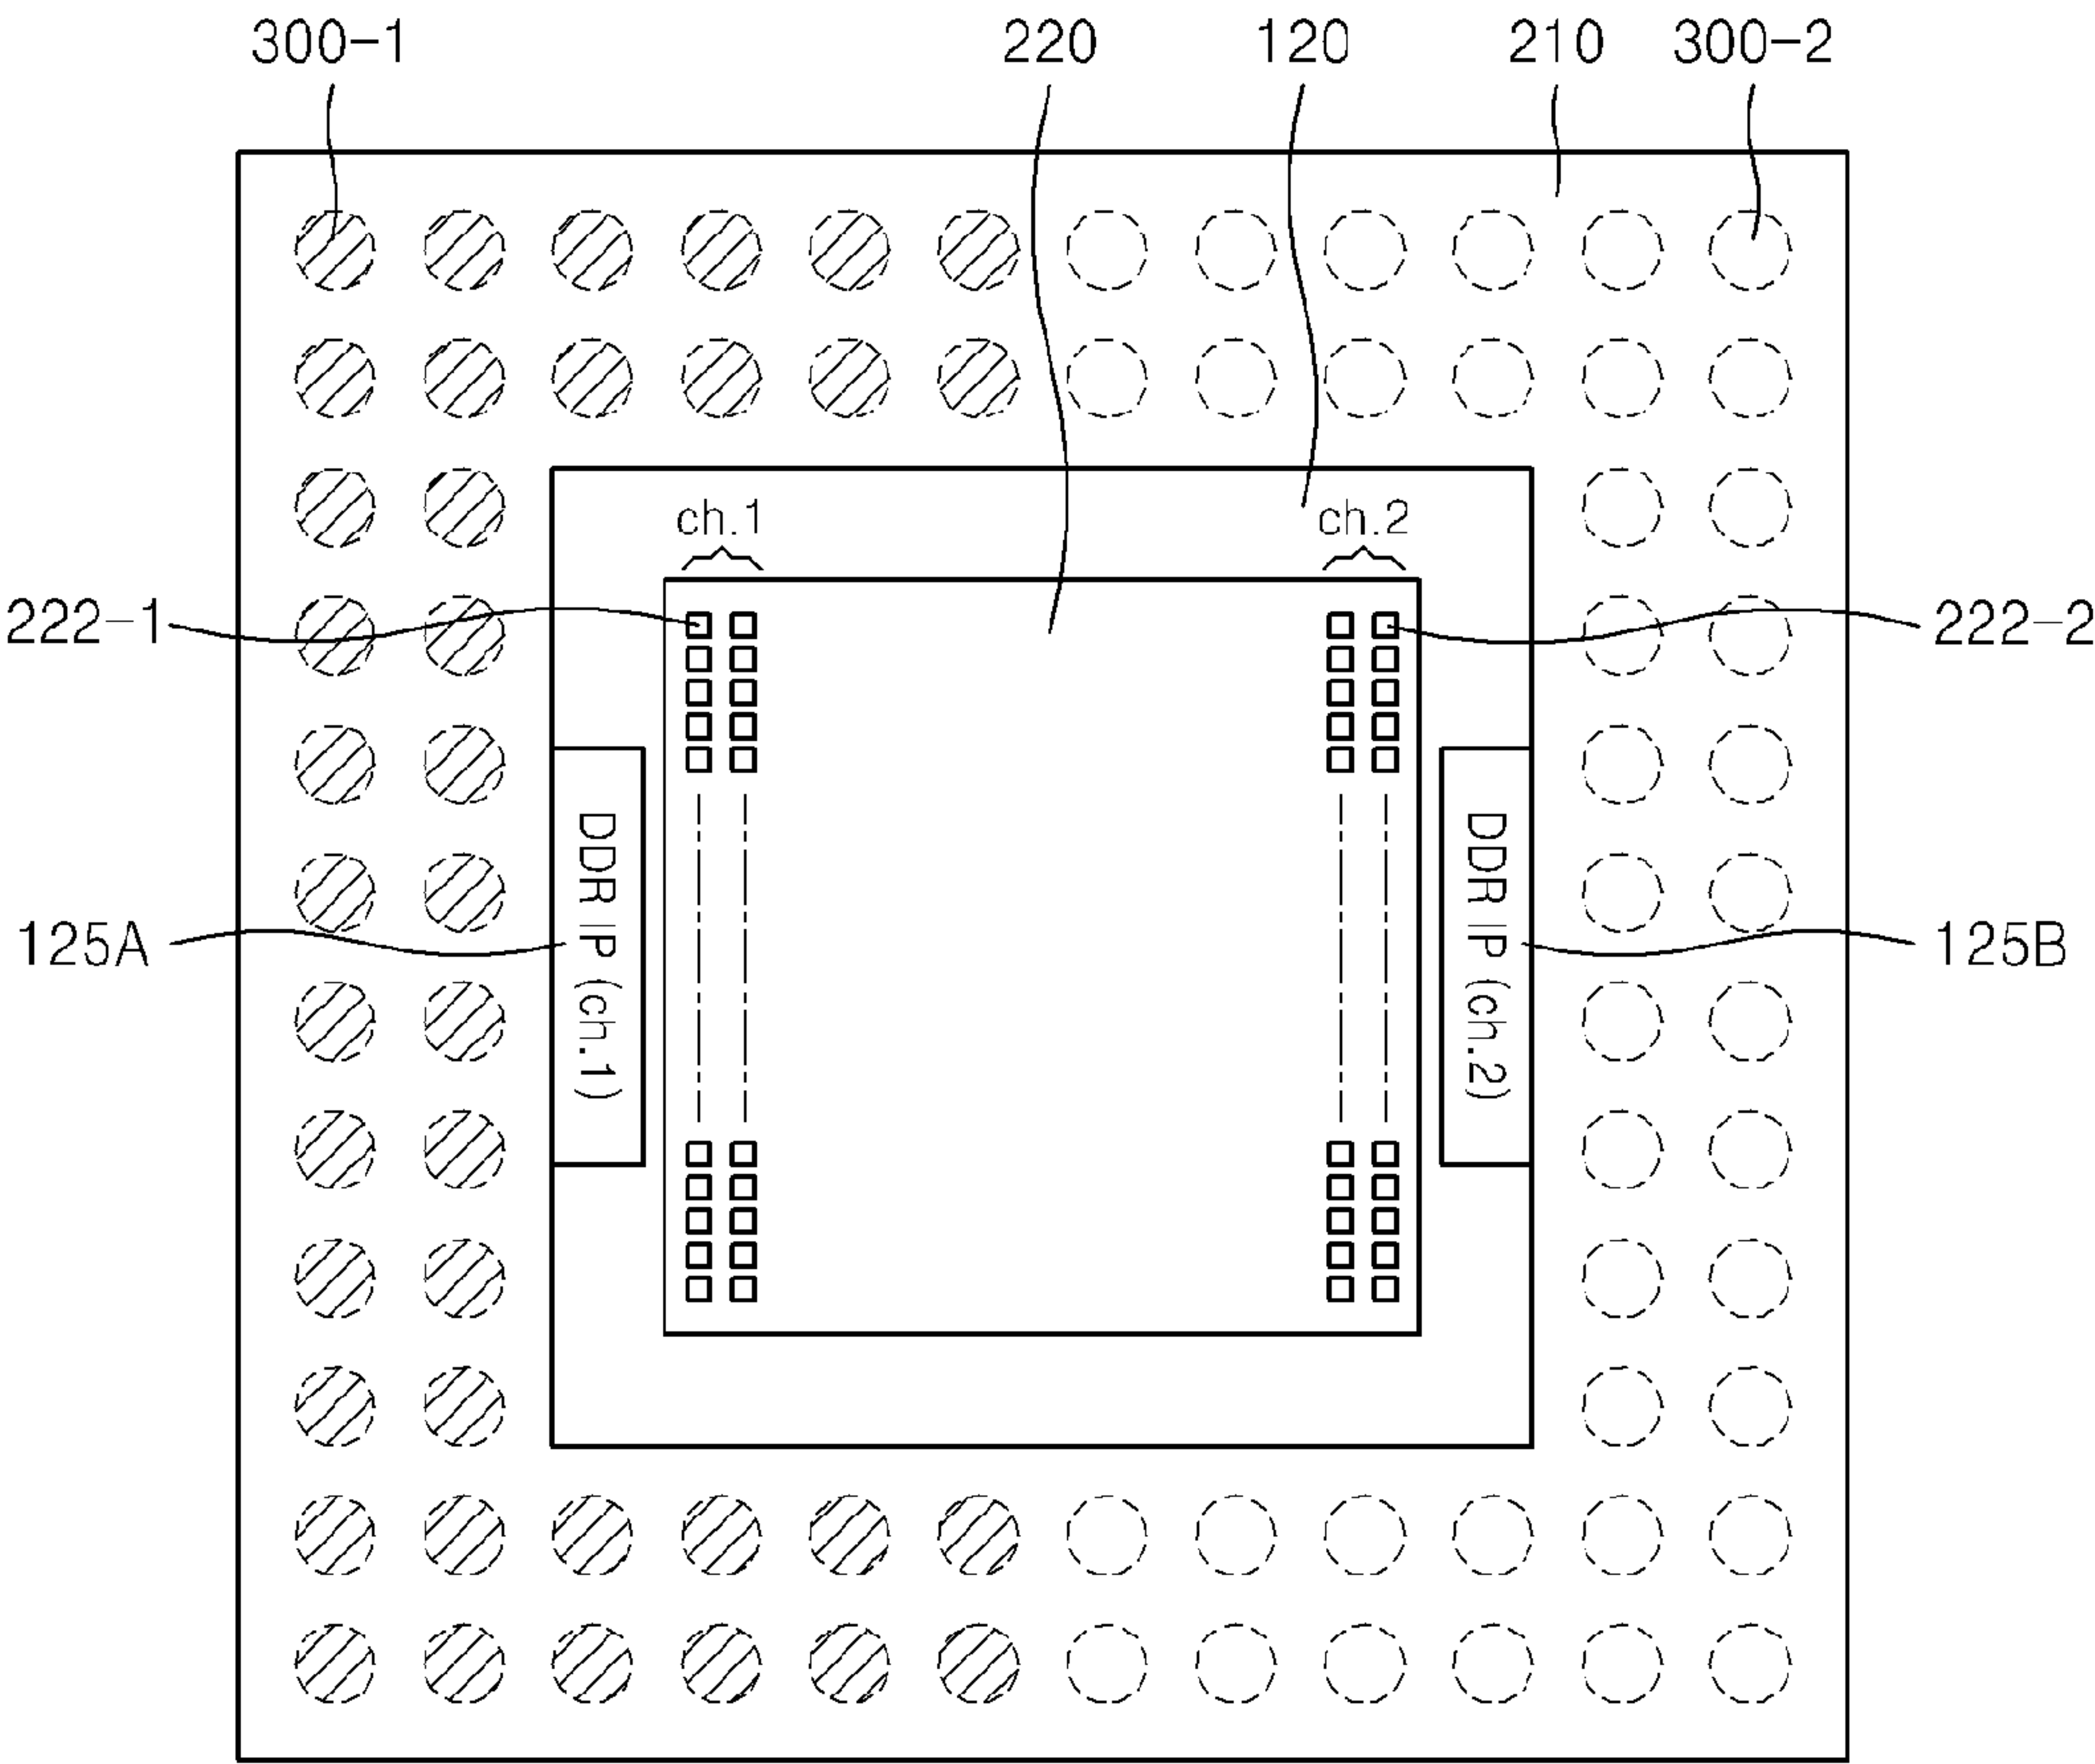 300-1 220 120 210 300-2
ch.1 ch.2
222-1 222-2
DDR IP (ch.1) DDR IP (ch.2)
125A 125B